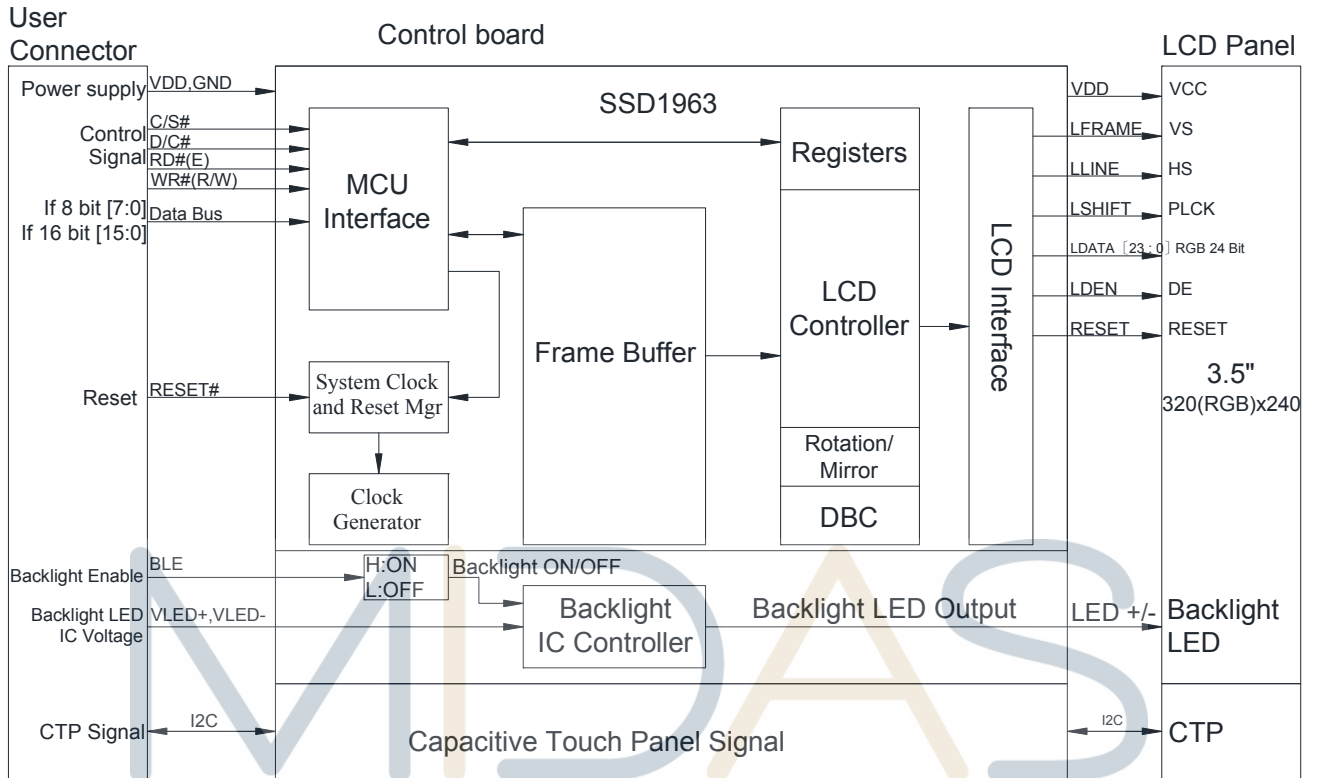 User
Connector
Control board
LCD Panel
Power supply
VDD,GND
Control
Signal
C/S#
D/C#
RD#(E)
WR#(R/W)
If 8 bit [7:0]
If 16 bit [15:0]
Data Bus
Reset
RESET#
Backlight Enable
BLE
Backlight LED
IC Voltage
VLED+,VLED-
CTP Signal
I2C
SSD1963
MCU
Interface
System Clock
and Reset Mgr
Clock
Generator
Frame Buffer
Registers
LCD
Controller
Rotation/
Mirror
DBC
LCD Interface
H:ON
L:OFF
Backlight ON/OFF
Backlight
IC Controller
Backlight LED Output
Capacitive Touch Panel Signal
VDD
VCC
LFRAME
VS
LLINE
HS
LSHIFT
PLCK
LDATA [23 : 0] RGB 24 Bit
LDEN
DE
RESET
RESET
3.5"
320(RGB)x240
LED +/-
Backlight
LED
I2C
CTP
MIDAS